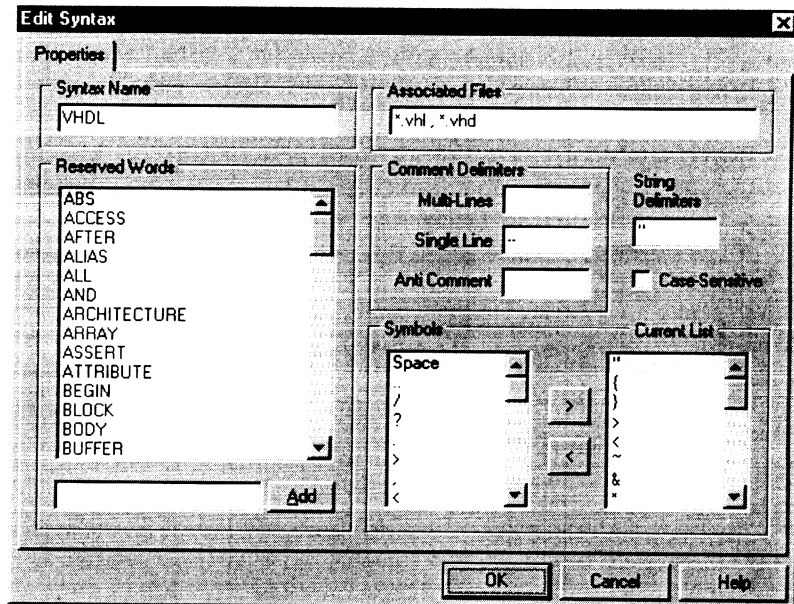 Edit Syntax
Properties
Syntax Name
VHDL
Associated Files
*.vhl , *.vhd
Reserved Words
ABS
ACCESS
AFTER
ALIAS
ALL
AND
ARCHITECTURE
ARRAY
ASSERT
ATTRIBUTE
BEGIN
BLOCK
BODY
BUFFER
Add
Comment Delimiters
Multi-Lines
Single Line --
Anti Comment
String
Delimiters
"
Case-Sensitive
Symbols
Space
/
?
.
>
,
<
>
<
Current List
"
{
}
>
<
~
&
*
OK Cancel Help